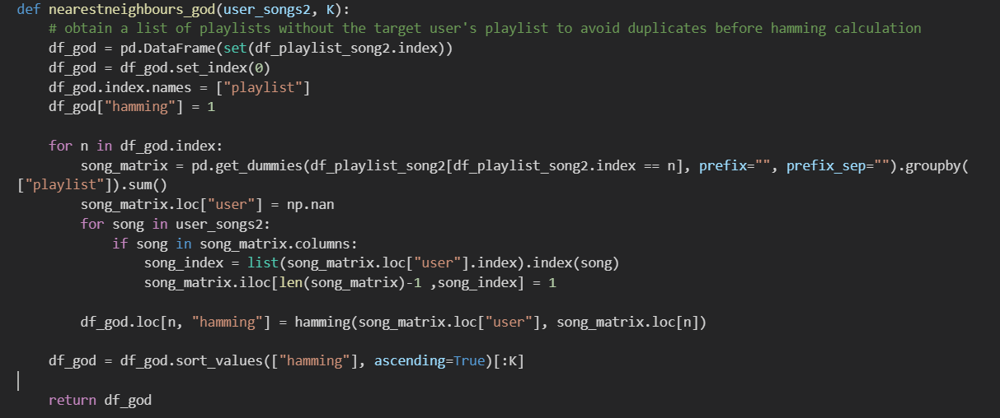 def nearestneighbours_god(user_songs2, K):
    # obtain a list of playlists without the target user's playlist to avoid duplicates before hamming calculation
    df_god = pd.DataFrame(set(df_playlist_song2.index))
    df_god = df_god.set_index(0)
    df_god.index.names = ["playlist"]
    df_god["hamming"] = 1
    for n in df_god.index:
        song_matrix = pd.get_dummies(df_playlist_song2[df_playlist_song2.index == n], prefix="", prefix_sep="").groupby(
["playlist"]).sum()
        song_matrix.loc["user"] = np.nan
        for song in user_songs2:
            if song in song_matrix.columns:
                song_index = list(song_matrix.loc["user"].index).index(song)
                song_matrix.iloc[len(song_matrix)-1 ,song_index] = 1
        df_god.loc[n, "hamming"] = hamming(song_matrix.loc["user"], song_matrix.loc[n])
    df_god = df_god.sort_values(["hamming"], ascending=True)[:K]
    return df_god